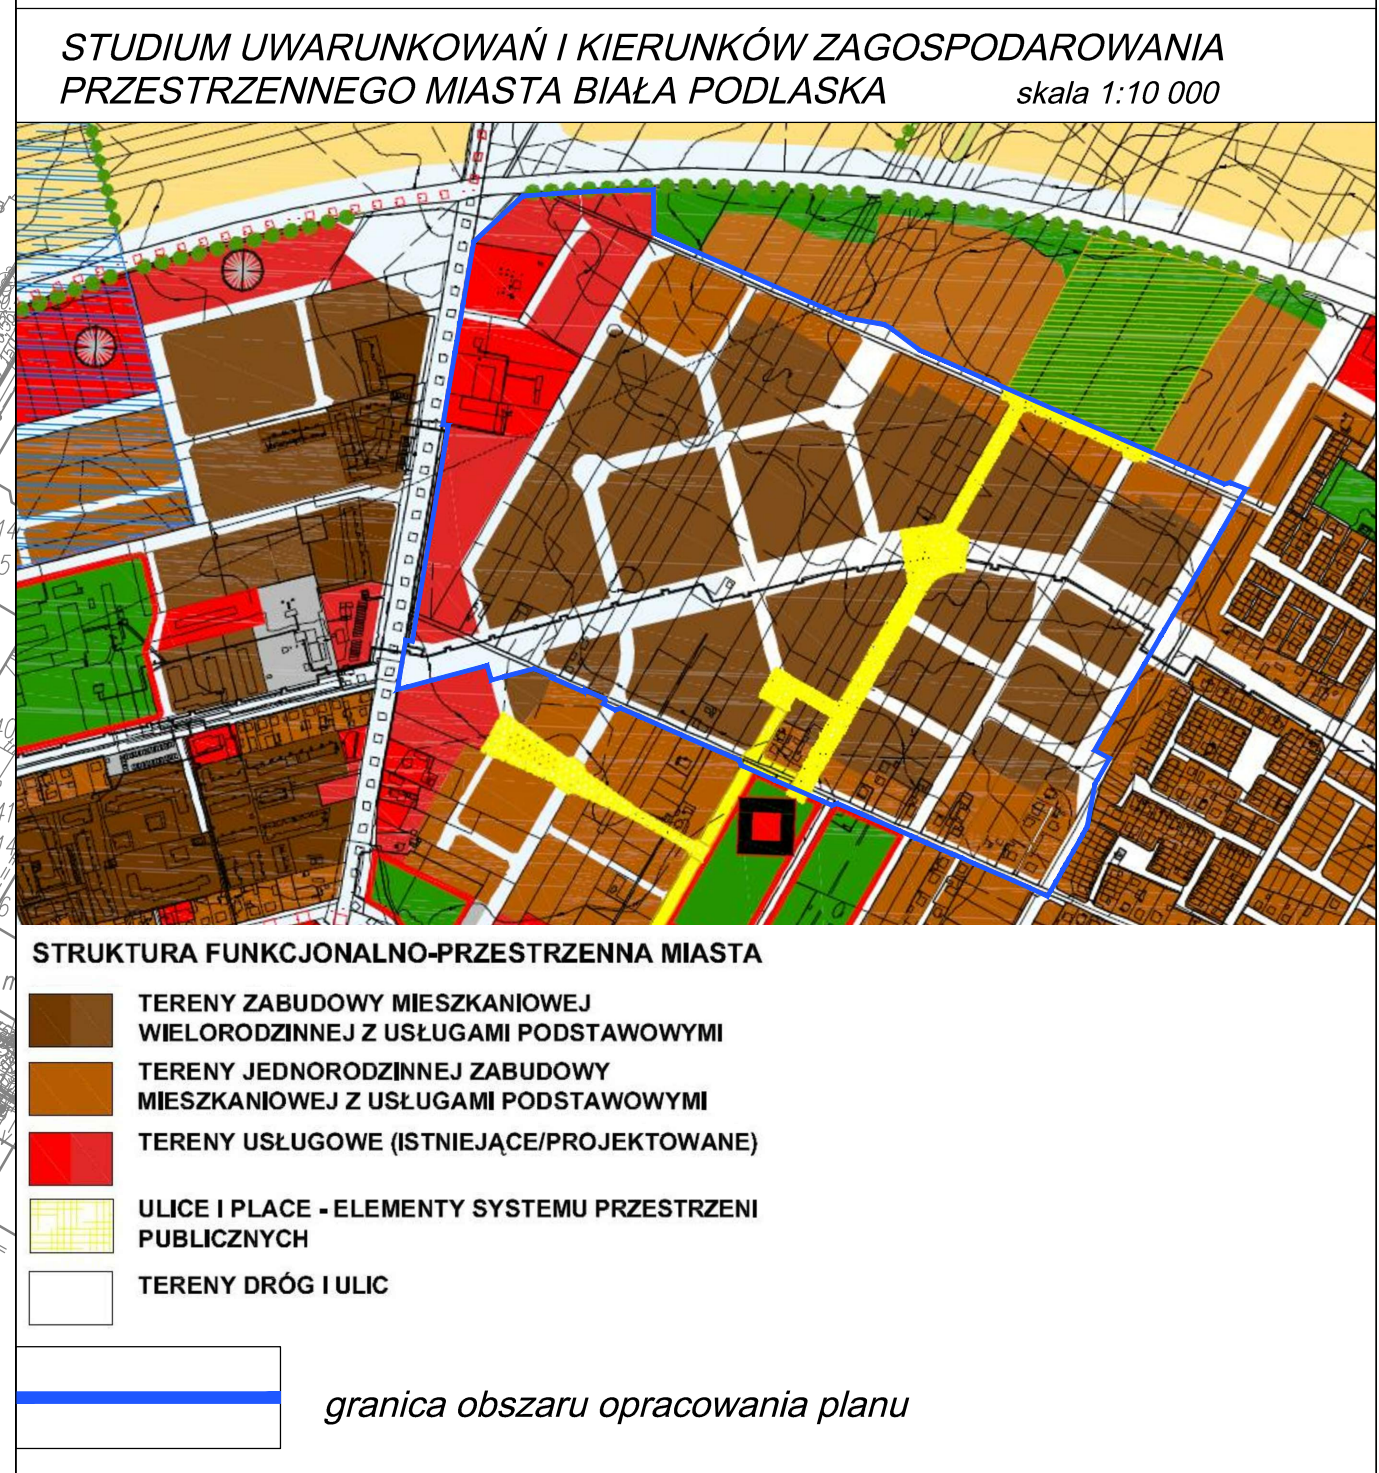 STUDIUM UWARUNKOWAŃ I KIERUNKÓW ZAGOSPODAROWANIA
PRZESTRZENNEGO MIASTA BIAŁA PODLASKA skala 1:10 000
STRUKTURA FUNKCJONALNO-PRZESTRZENNA MIASTA
TERENY ZABUDOWY MIESZKANIOWEJ
WIELORODZINNEJ Z USŁUGAMI PODSTAWOWYMI
TERENY JEDNORODZINNEJ ZABUDOWY
MIESZKANIOWEJ Z USŁUGAMI PODSTAWOWYMI
TERENY USŁUGOWE (ISTNIEJĄCE/PROJEKTOWANE)
ULICE I PLACE - ELEMENTY SYSTEMU PRZESTRZENI
PUBLICZNYCH
TERENY DRÓG I ULIC
granica obszaru opracowania planu